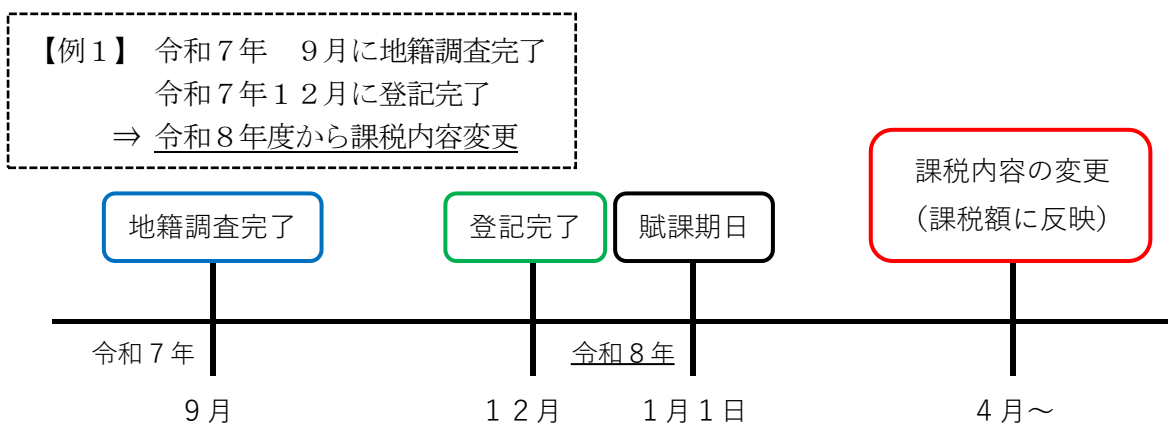 【例１】 令和７年　９月に地籍調査完了
令和７年１２月に登記完了
⇒ 令和８年度から課税内容変更
課税内容の変更
（課税額に反映）
地籍調査完了
登記完了
賦課期日
令和７年
令和８年
９月
１２月
１月１日
４月～